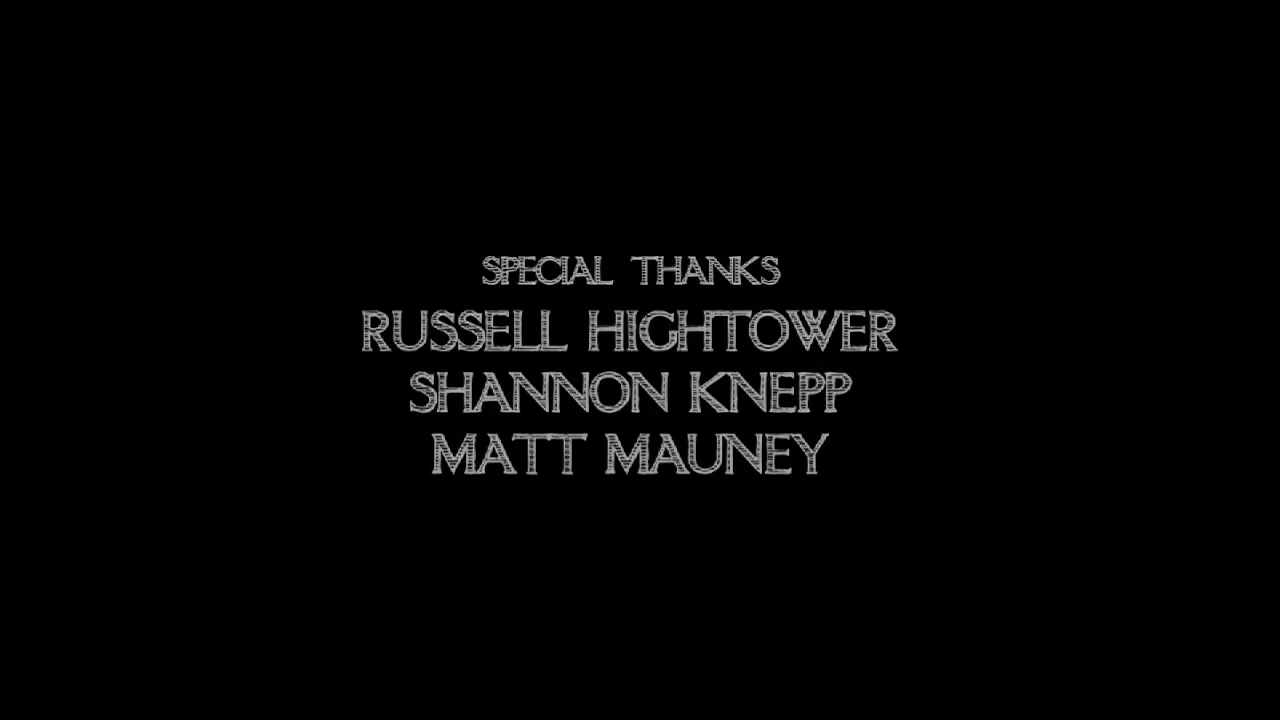 SPECIAL THANKS
RUSSELL HIGHTOWER
SHANNON KNEPP
MATT MAUNEY